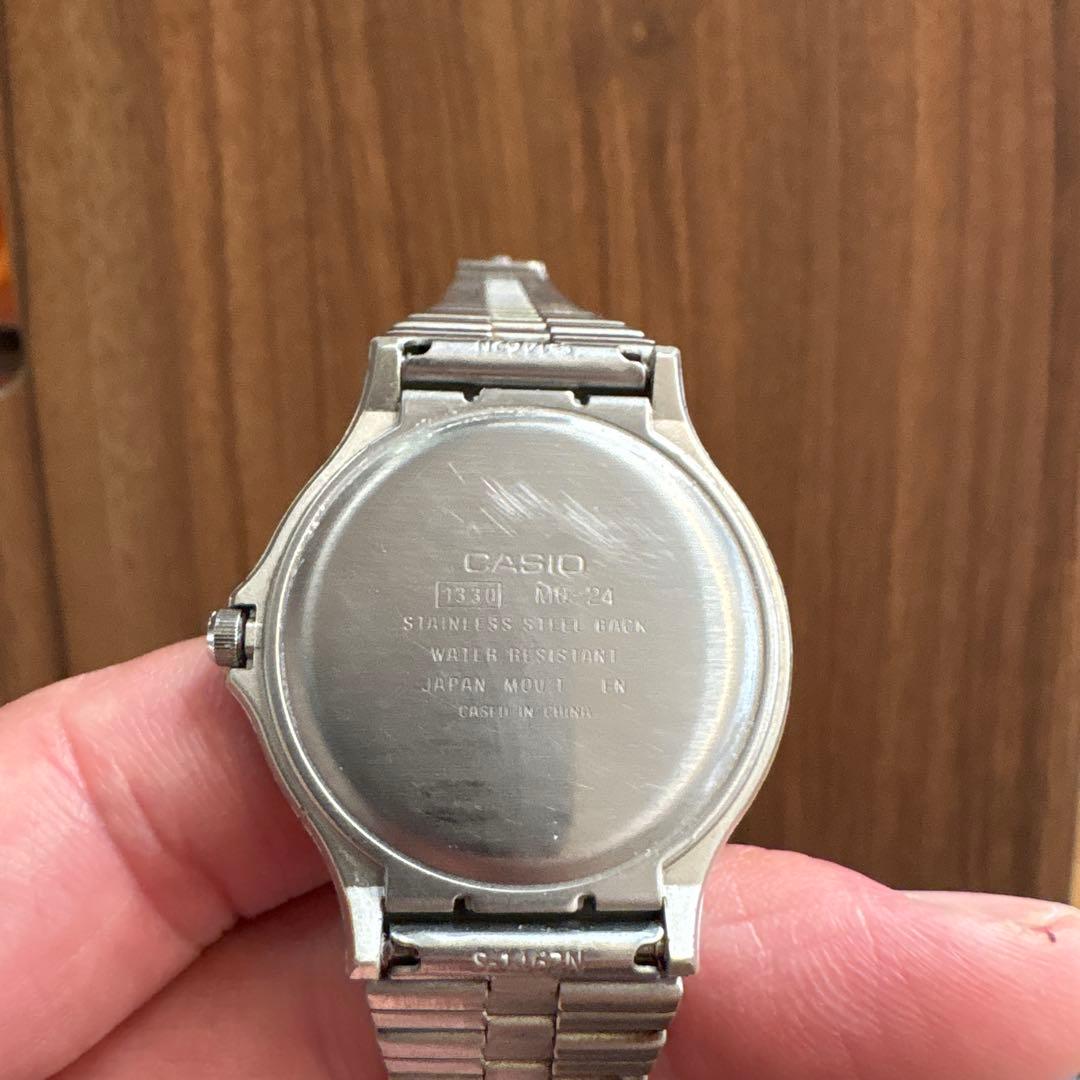 CASIO
1330 MQ-24
STAINLESS STEEL BACK
WATER RESISTANT
JAPAN MOV'T EN
CASED IN CHINA